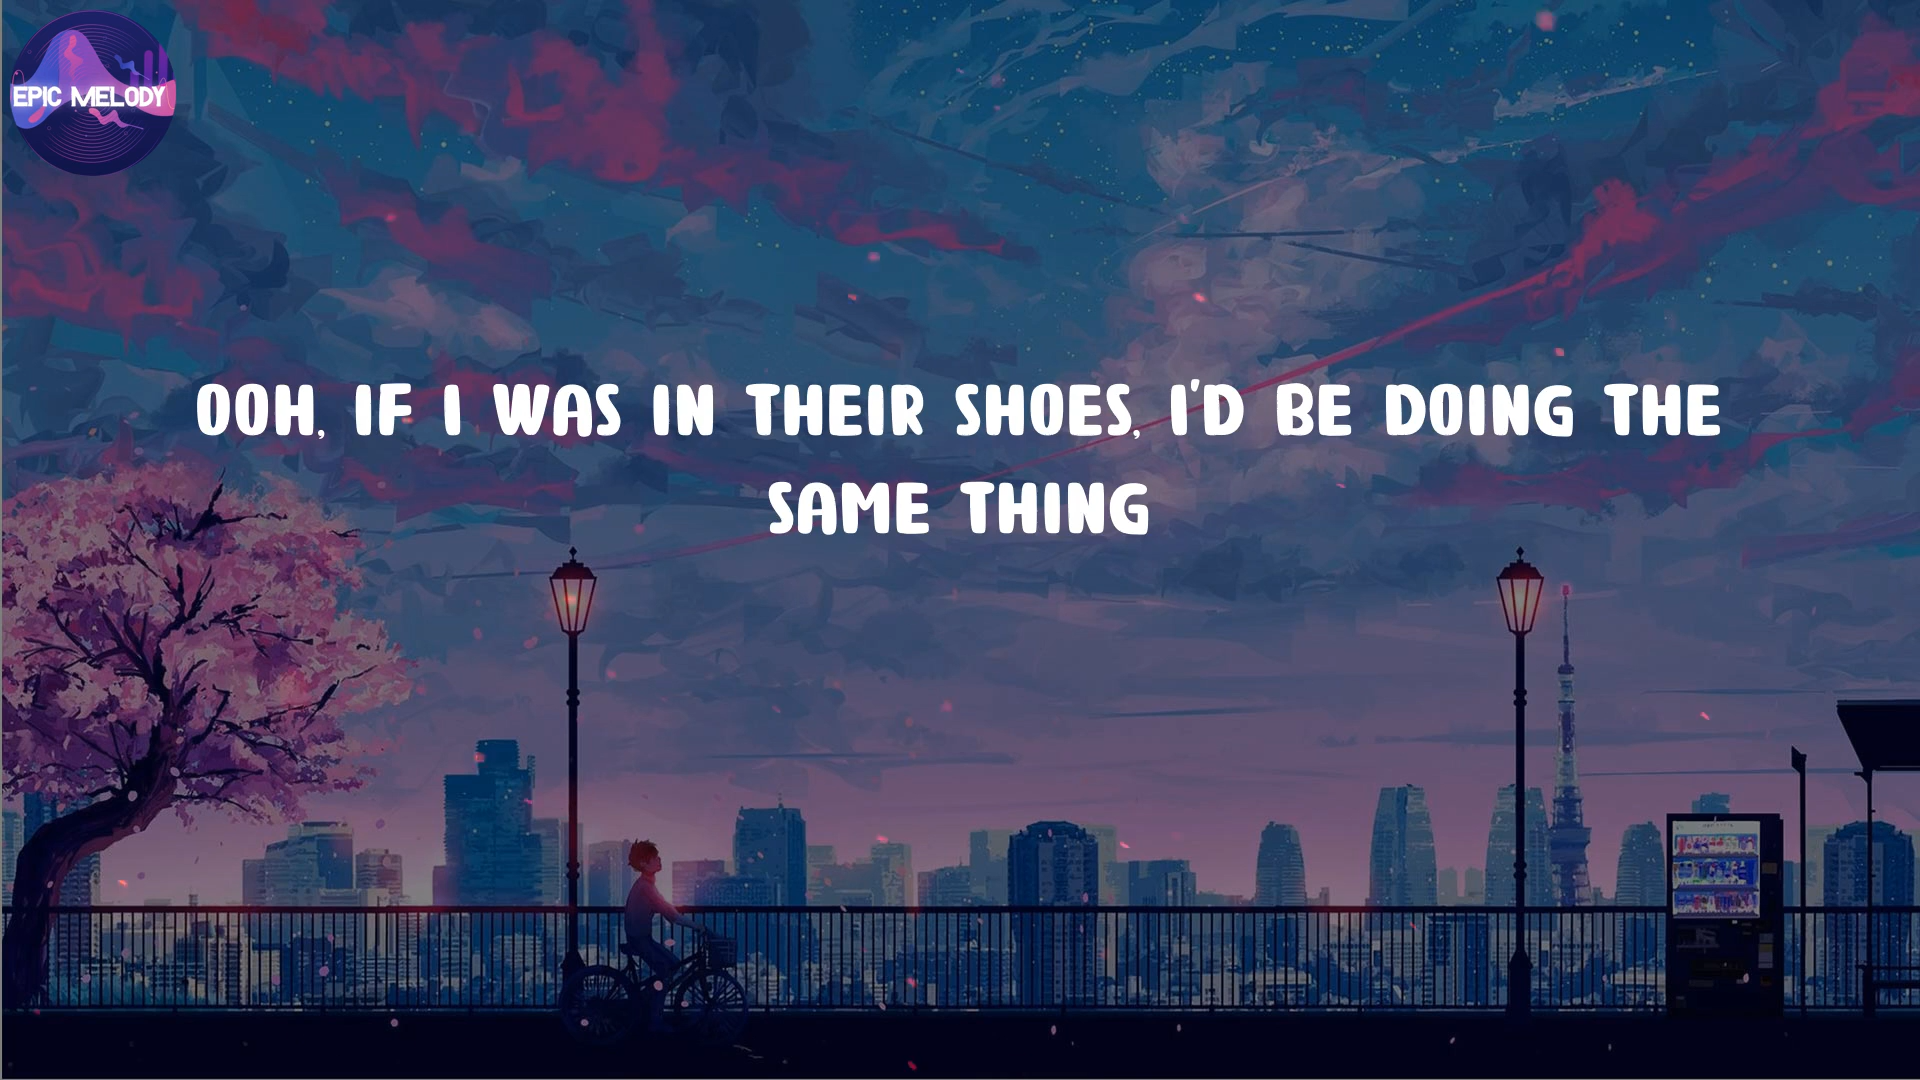 EPIC MELODY
OOH, IF I WAS IN THEIR SHOES, I'D BE DOING THE
SAME THING